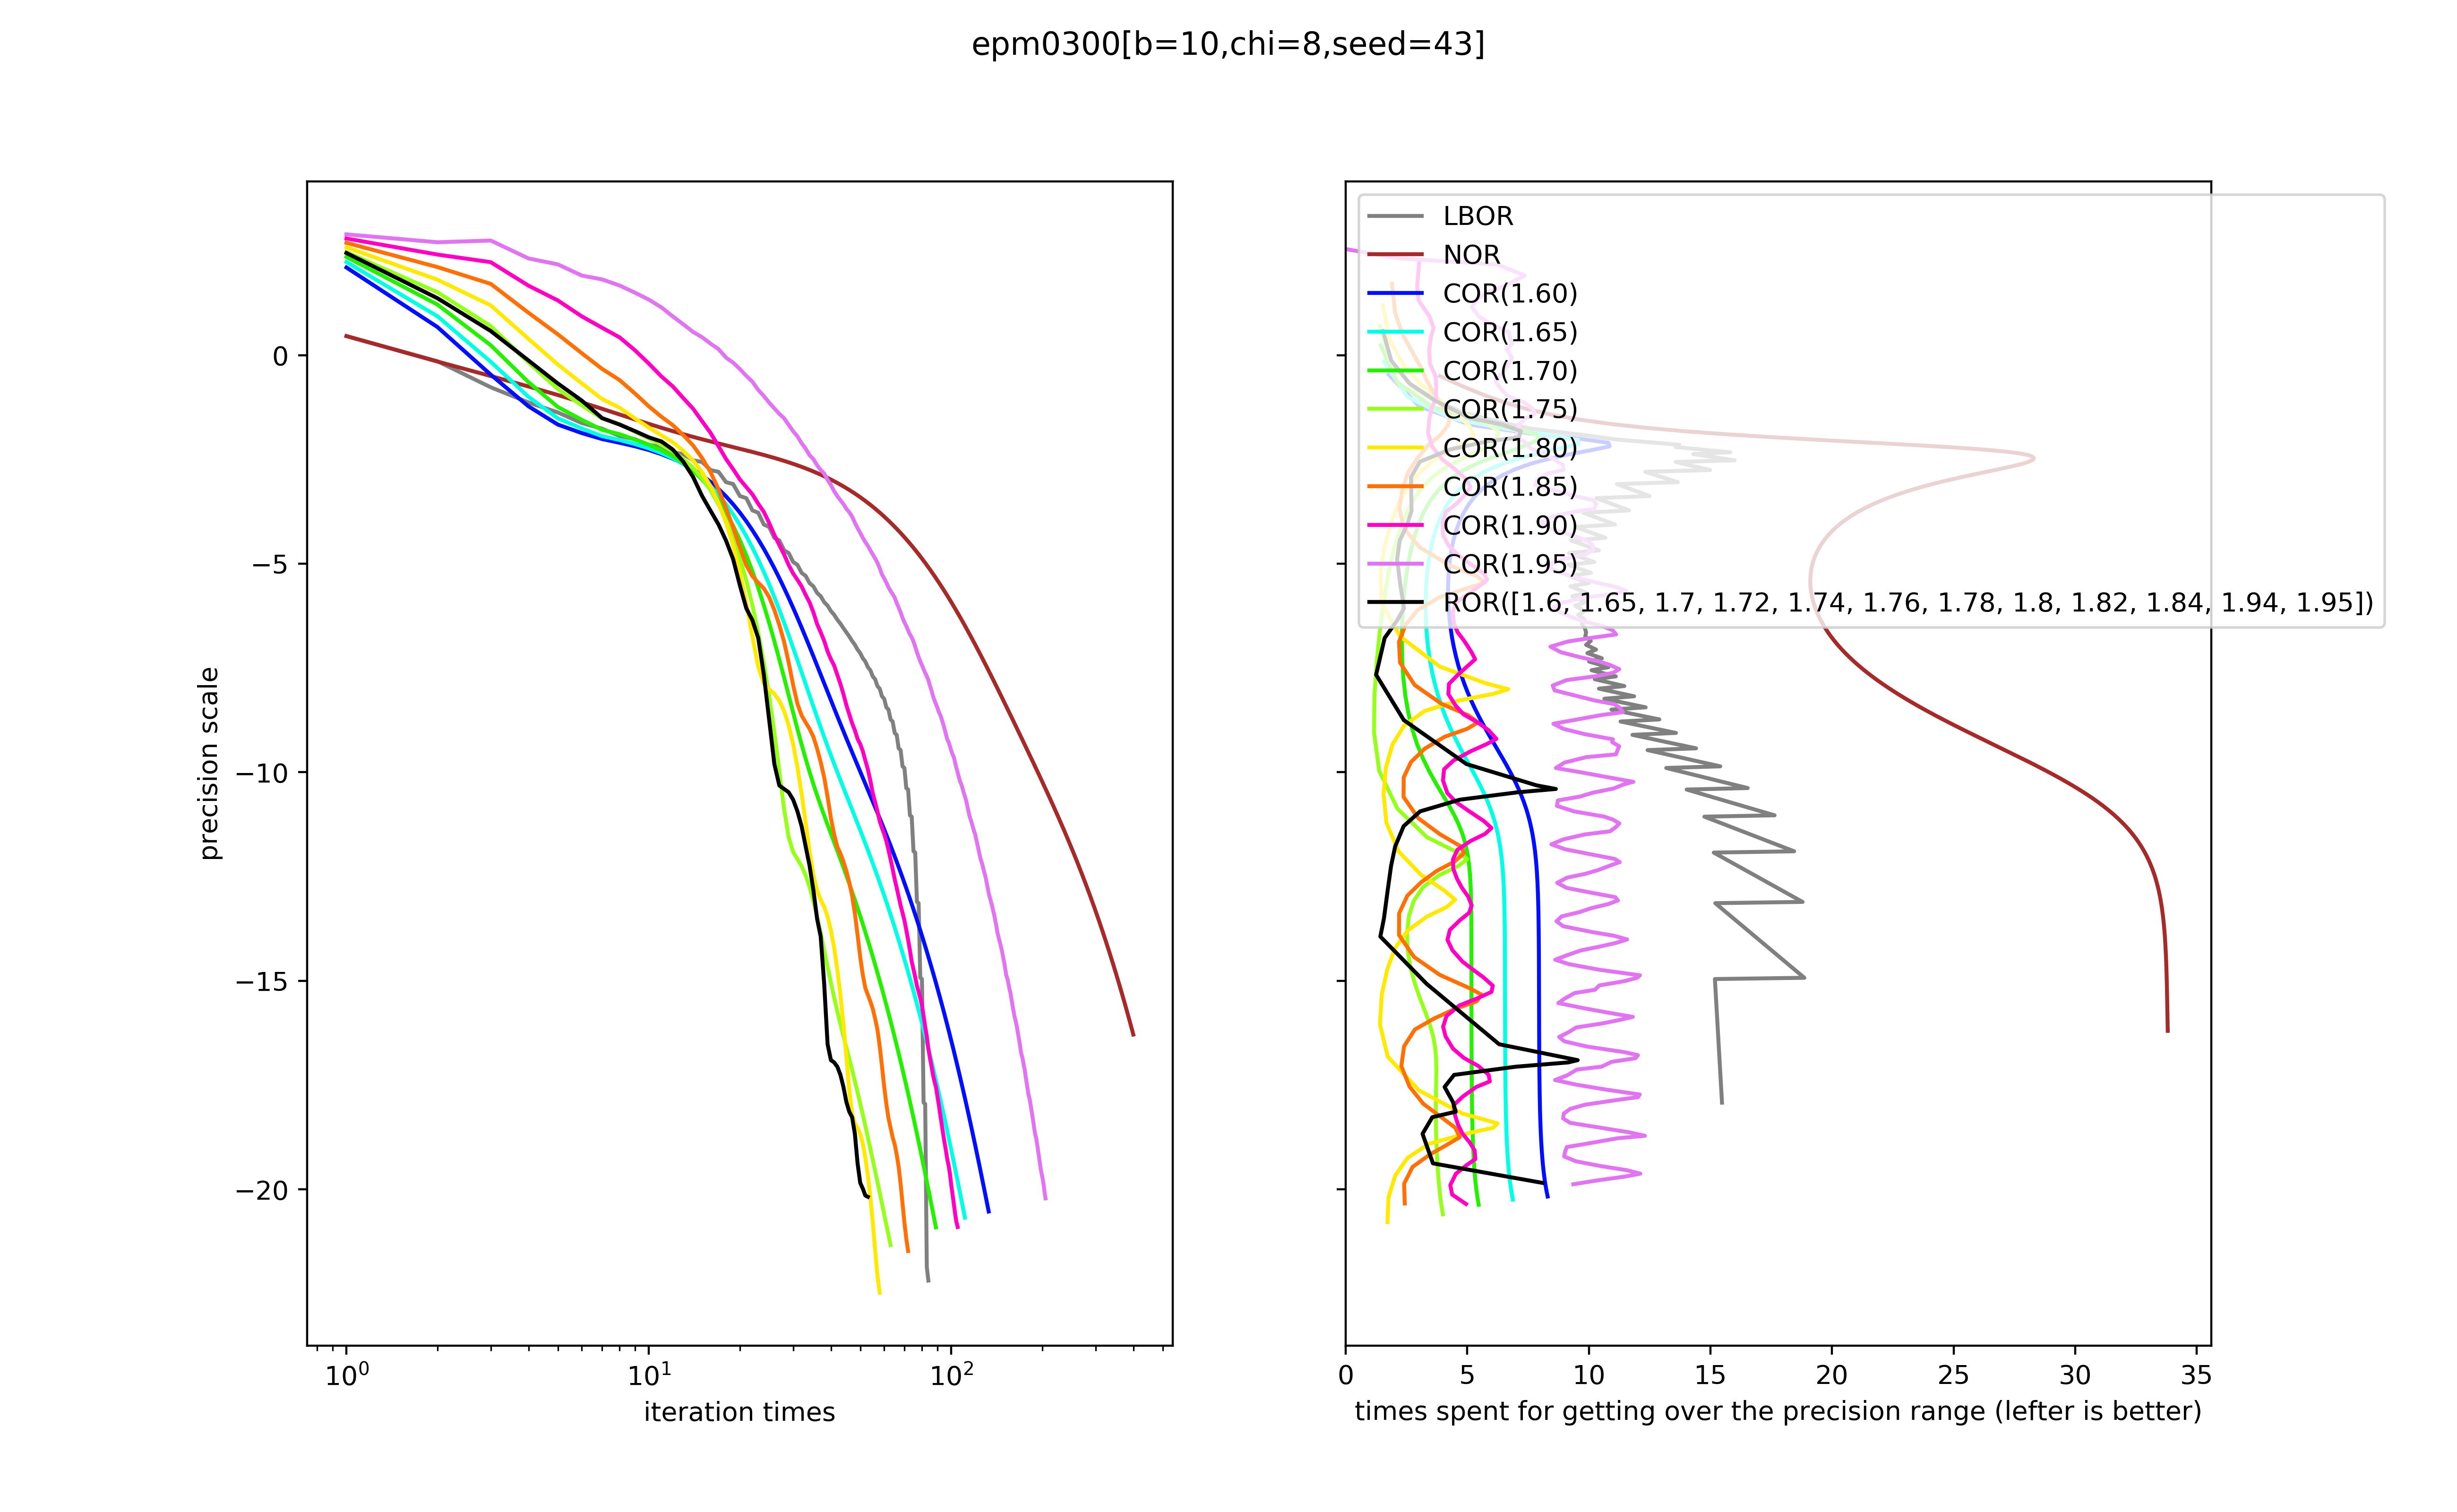 epm0300[b=10,chi=8,seed=43]
0
−5
−10
−15
−20
precision scale
10⁰
10¹
10²
iteration times
LBOR
NOR
COR(1.60)
COR(1.65)
COR(1.70)
COR(1.75)
COR(1.80)
COR(1.85)
COR(1.90)
COR(1.95)
ROR([1.6, 1.65, 1.7, 1.72, 1.74, 1.76, 1.78, 1.8, 1.82, 1.84, 1.94, 1.95])
0 5 10 15 20 25 30 35
times spent for getting over the precision range (lefter is better)